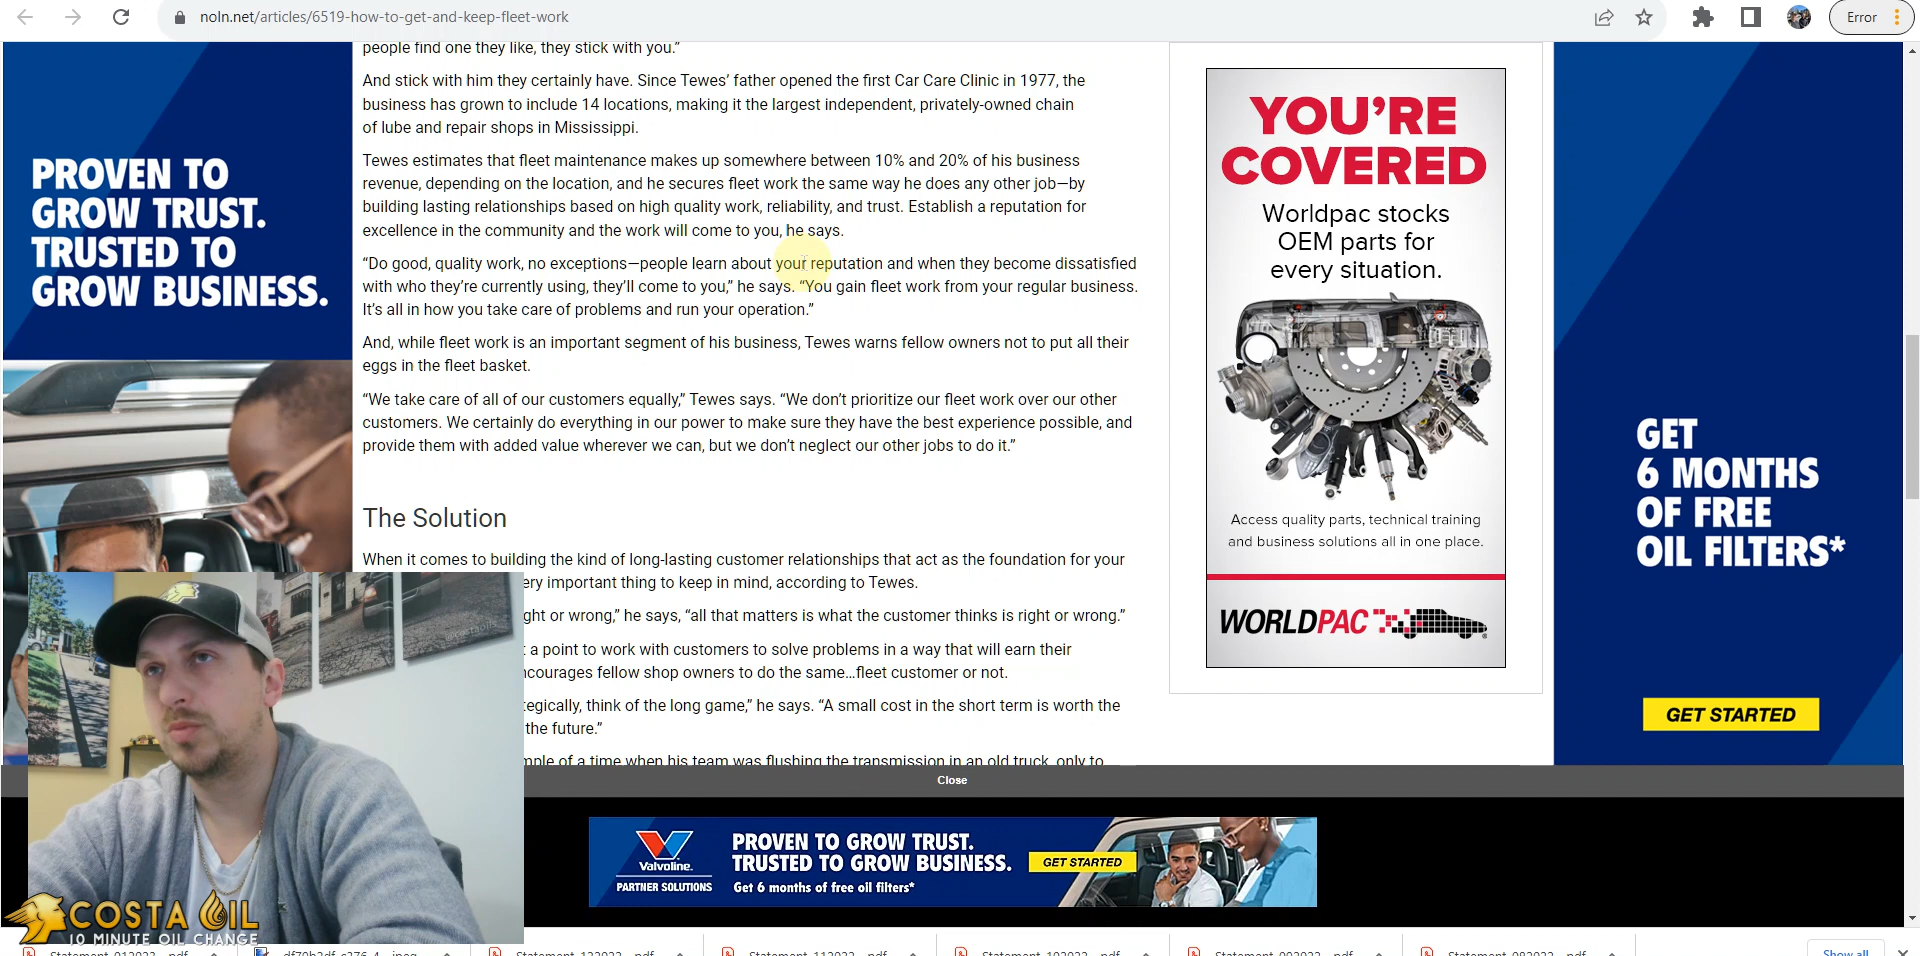 noln.net/articles/6519-how-to-get-and-keep-fleet-work
Error
people find one they like, they stick with you.”
And stick with him they certainly have. Since Tewes’ father opened the first Car Care Clinic in 1977, the
business has grown to include 14 locations, making it the largest independent, privately-owned chain
of lube and repair shops in Mississippi.
Tewes estimates that fleet maintenance makes up somewhere between 10% and 20% of his business
revenue, depending on the location, and he secures fleet work the same way he does any other job—by
building lasting relationships based on high quality work, reliability, and trust. Establish a reputation for
excellence in the community and the work will come to you, he says.
“Do good, quality work, no exceptions—people learn about your reputation and when they become dissatisfied
with who they’re currently using, they’ll come to you,” he says. “You gain fleet work from your regular business.
It’s all in how you take care of problems and run your operation.”
And, while fleet work is an important segment of his business, Tewes warns fellow owners not to put all their
eggs in the fleet basket.
“We take care of all of our customers equally,” Tewes says. “We don’t prioritize our fleet work over our other
customers. We certainly do everything in our power to make sure they have the best experience possible, and
provide them with added value wherever we can, but we don’t neglect our other jobs to do it.”
The Solution
When it comes to building the kind of long-lasting customer relationships that act as the foundation for your
ery important thing to keep in mind, according to Tewes.
ght or wrong,” he says, “all that matters is what the customer thinks is right or wrong.”
a point to work with customers to solve problems in a way that will earn their
courages fellow shop owners to do the same...fleet customer or not.
tegically, think of the long game,” he says. “A small cost in the short term is worth the
the future.”
mple of a time when his team was flushing the transmission in an old truck, only to
PROVEN TO
GROW TRUST.
TRUSTED TO
GROW BUSINESS.
YOU’RE
COVERED
Worldpac stocks
OEM parts for
every situation.
Access quality parts, technical training
and business solutions all in one place.
WORLDPAC
GET
6 MONTHS
OF FREE
OIL FILTERS*
GET STARTED
Close
Valvoline
PARTNER SOLUTIONS
PROVEN TO GROW TRUST.
TRUSTED TO GROW BUSINESS.
Get 6 months of free oil filters*
GET STARTED
COSTA OIL
10 MINUTE OIL CHANGE
Show all